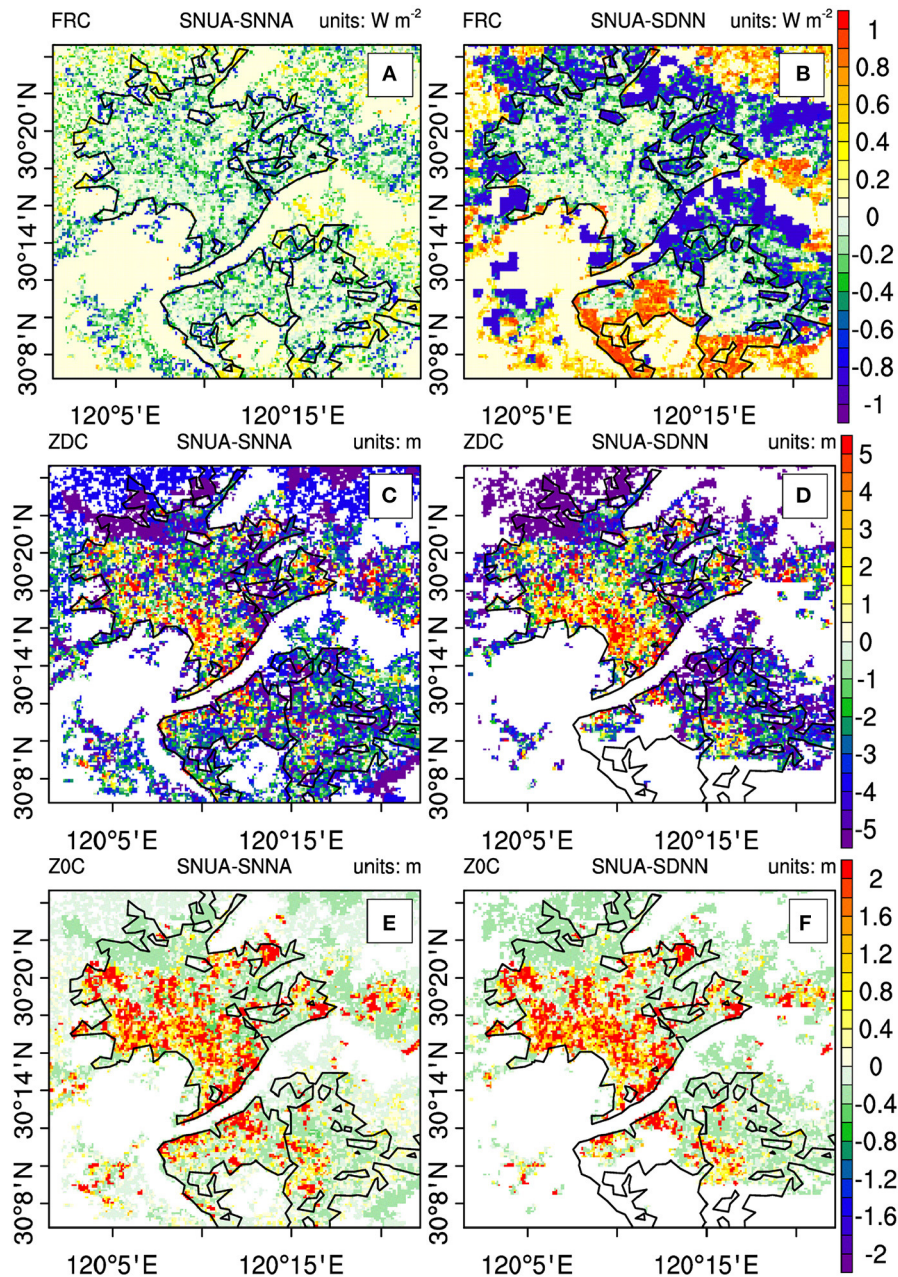 FRC SNUA-SNNA units: W m-2
SNUA-SDNN units: W m-2
A
B
30°20'N
30°14'N
30°8'N
120°5'E 120°15'E
120°5'E 120°15'E
1
0.8
0.6
0.4
0.2
0
-0.2
-0.4
-0.6
-0.8
-1
ZDC SNUA-SNNA units: m
ZDC SNUA-SDNN units: m
C
D
30°20'N
30°14'N
30°8'N
120°5'E 120°15'E
120°5'E 120°15'E
5
4
3
2
1
0
-1
-2
-3
-4
-5
Z0C SNUA-SNNA units: m
Z0C SNUA-SDNN units: m
E
F
30°20'N
30°14'N
30°8'N
120°5'E 120°15'E
120°5'E 120°15'E
2
1.6
1.2
0.8
0.4
0
-0.4
-0.8
-1.2
-1.6
-2